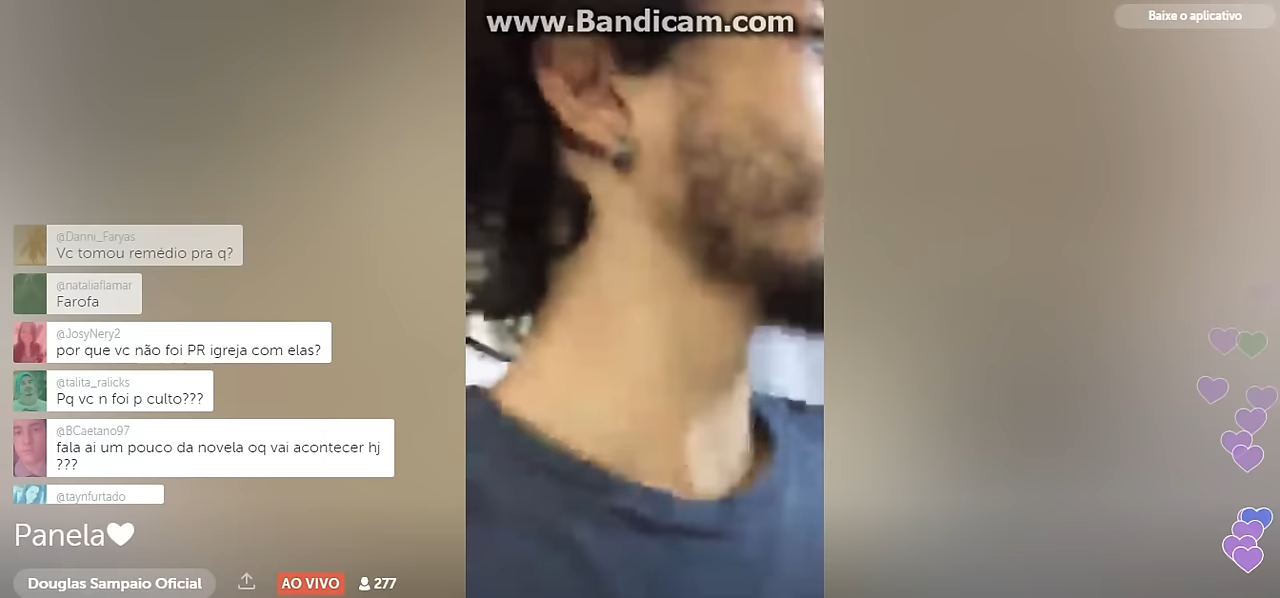 www.Bandicam.com
Baixe o aplicativo
@Danni_Faryas
Vc tomou remédio pra q?
@nataliaflamar
Farofa
@JosyNery2
por que vc não foi PR igreja com elas?
@talita_ralicks
Pq vc n foi p culto???
@BCaetano97
fala ai um pouco da novela oq vai acontecer hj
???
@taynfurtado
Panela
Douglas Sampaio Oficial
AO VIVO
277